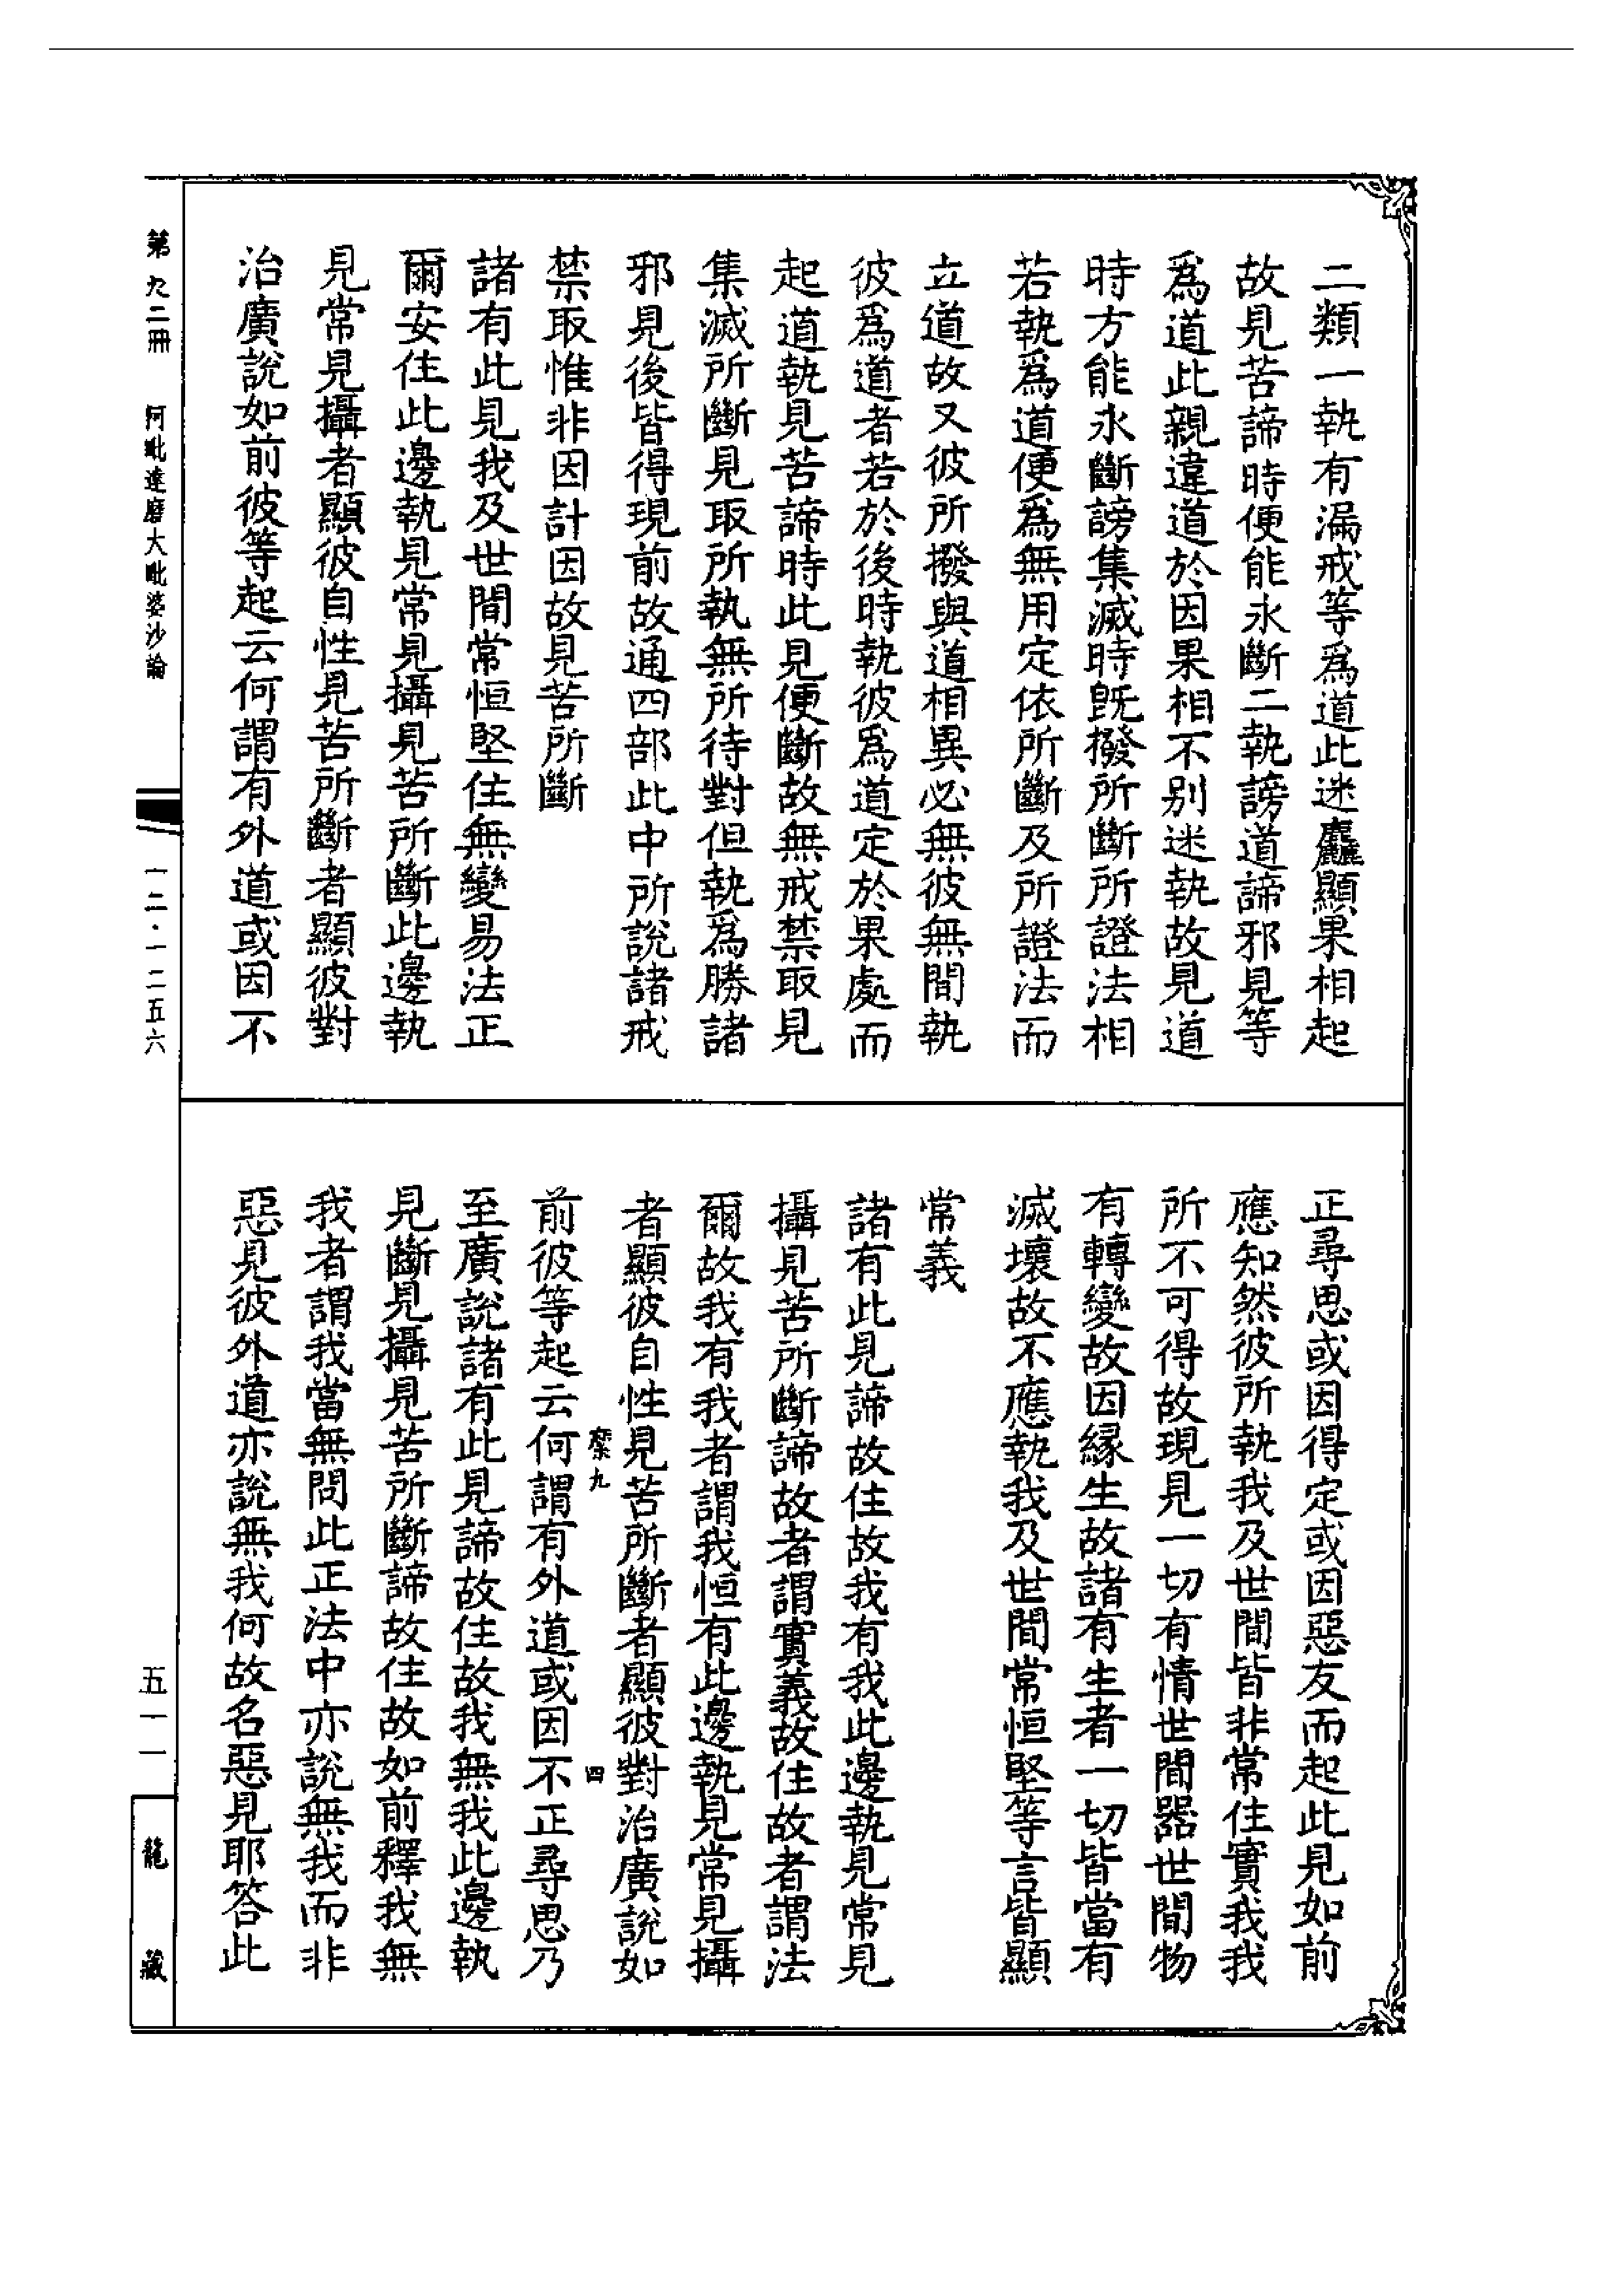 二類一執有漏戒等爲道此迷麤顯果相起
故見苦諦時便能永斷二執謗道諦邪見等
爲道此親違道於因果相不别迷執故見道
時方能永斷謗集滅時旣撥所斷所證法相
若執爲道便爲無用定依所斷及所證法而
立道故又彼所撥與道相異必無彼無間執
彼爲道者若於後時執彼爲道定於果處而
起道執見苦諦時此見便斷故無戒禁取見
集滅所斷見取所執無所待對但執爲勝諸
邪見後皆得現前故通四部此中所說諸戒
禁取惟非因計因故見苦所斷
諸有此見我及世間常恒堅住無變易法正
爾安住此邊執見常見攝見苦所斷此邊執
見常見攝者顯彼自性見苦所斷者顯彼對
治廣說如前彼等起云何謂有外道或因不
正尋思或因得定或因惡友而起此見如前
應知然彼所執我及世間皆非常住實我我
所不可得故現見一切有情世間器世間物
有轉變故因緣生故諸有生者一切皆當有
滅壞故不應執我及世間常恒堅等言皆顯
常義
諸有此見諦故住故我有我此邊執見常見
攝見苦所斷諦故者謂實義故住故者謂法
爾故我有我者謂我恒有此邊執見常見攝
者顯彼自性見苦所斷者顯彼對治廣說如
前彼等起云何謂有外道或因不正尋思乃
至廣說諸有此見諦故住故我無我此邊執
見斷見攝見苦所斷諦故住故如前釋我無
我者謂我當無問此正法中亦說無我而非
惡見彼外道亦說無我何故名惡見耶答此
縻九
四
第九二冊
阿毗達磨大毗婆沙論
一二·一二五六
五一一
龍藏